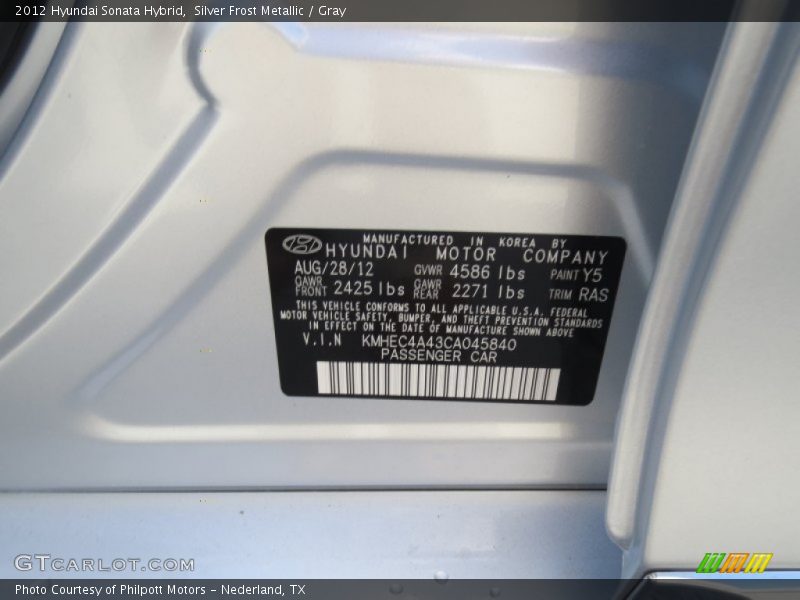 2012 Hyundai Sonata Hybrid, Silver Frost Metallic / Gray
MANUFACTURED IN KOREA BY
HYUNDAI MOTOR COMPANY
AUG/28/12 GVWR 4586 lbs PAINT Y5
GAWR FRONT 2425 lbs GAWR REAR 2271 lbs TRIM RAS
THIS VEHICLE CONFORMS TO ALL APPLICABLE U.S.A. FEDERAL
MOTOR VEHICLE SAFETY, BUMPER, AND THEFT PREVENTION STANDARDS
IN EFFECT ON THE DATE OF MANUFACTURE SHOWN ABOVE
V.I.N KMHEC4A43CA045840
PASSENGER CAR
GTCARLOT.COM
Photo Courtesy of Philpott Motors - Nederland, TX